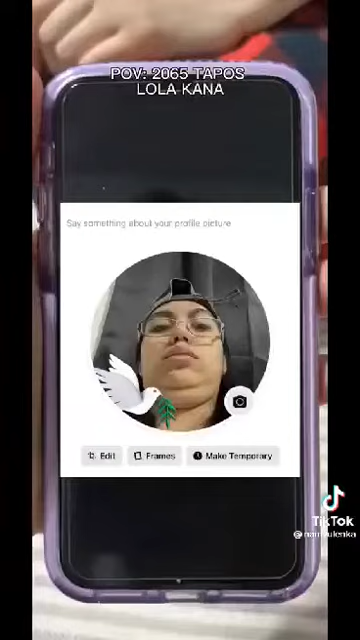 POV: 2065 TAPOS
LOLA KANA
Say something about your profile picture
Edit
Frames
Make Temporary
TikTok